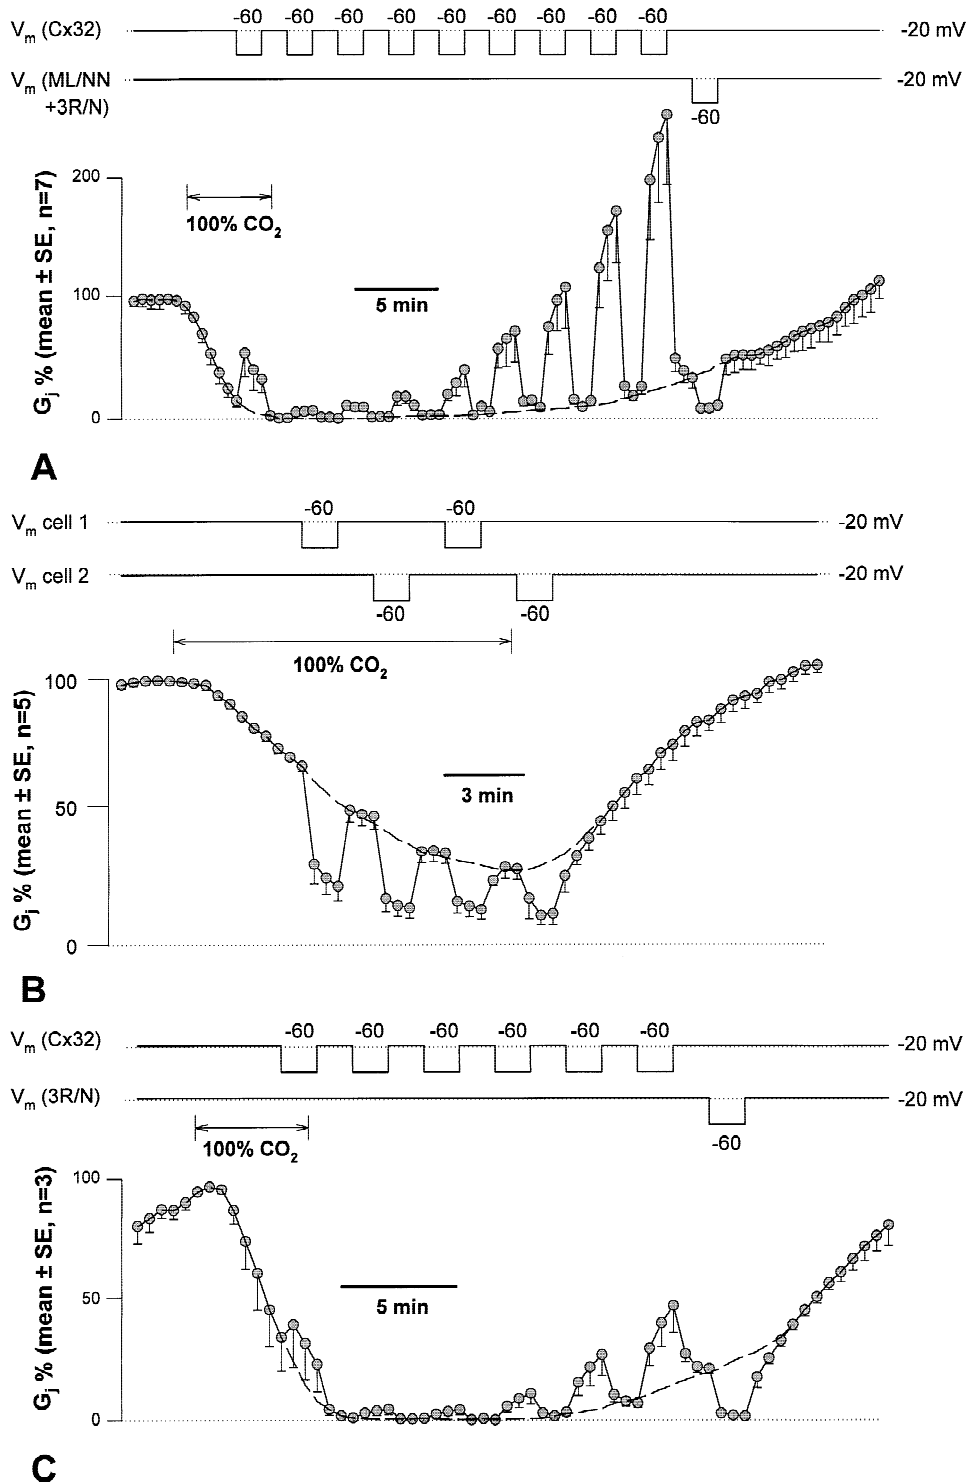 -60 -60 -60 -60 -60 -60 -60 -60 -60
Vm (Cx32) -20 mV
Vm (ML/NN +3R/N) -20 mV
-60
Gj % (mean ± SE, n=7)
200
100
0
100% CO2
5 min
A
-60 -60
Vm cell 1 -20 mV
Vm cell 2 -20 mV
-60 -60
100% CO2
Gj % (mean ± SE, n=5)
100
50
0
3 min
B
-60 -60 -60 -60 -60 -60
Vm (Cx32) -20 mV
Vm (3R/N) -20 mV
-60
100% CO2
Gj % (mean ± SE, n=3)
100
50
0
5 min
C